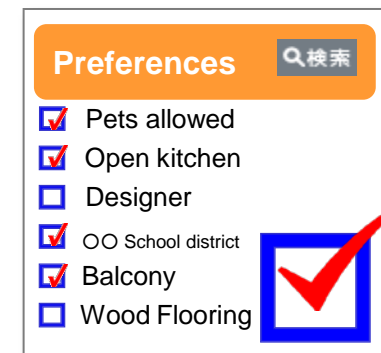 Preferences 検索
Pets allowed
Open kitchen
Designer
〇〇 School district
Balcony
Wood Flooring